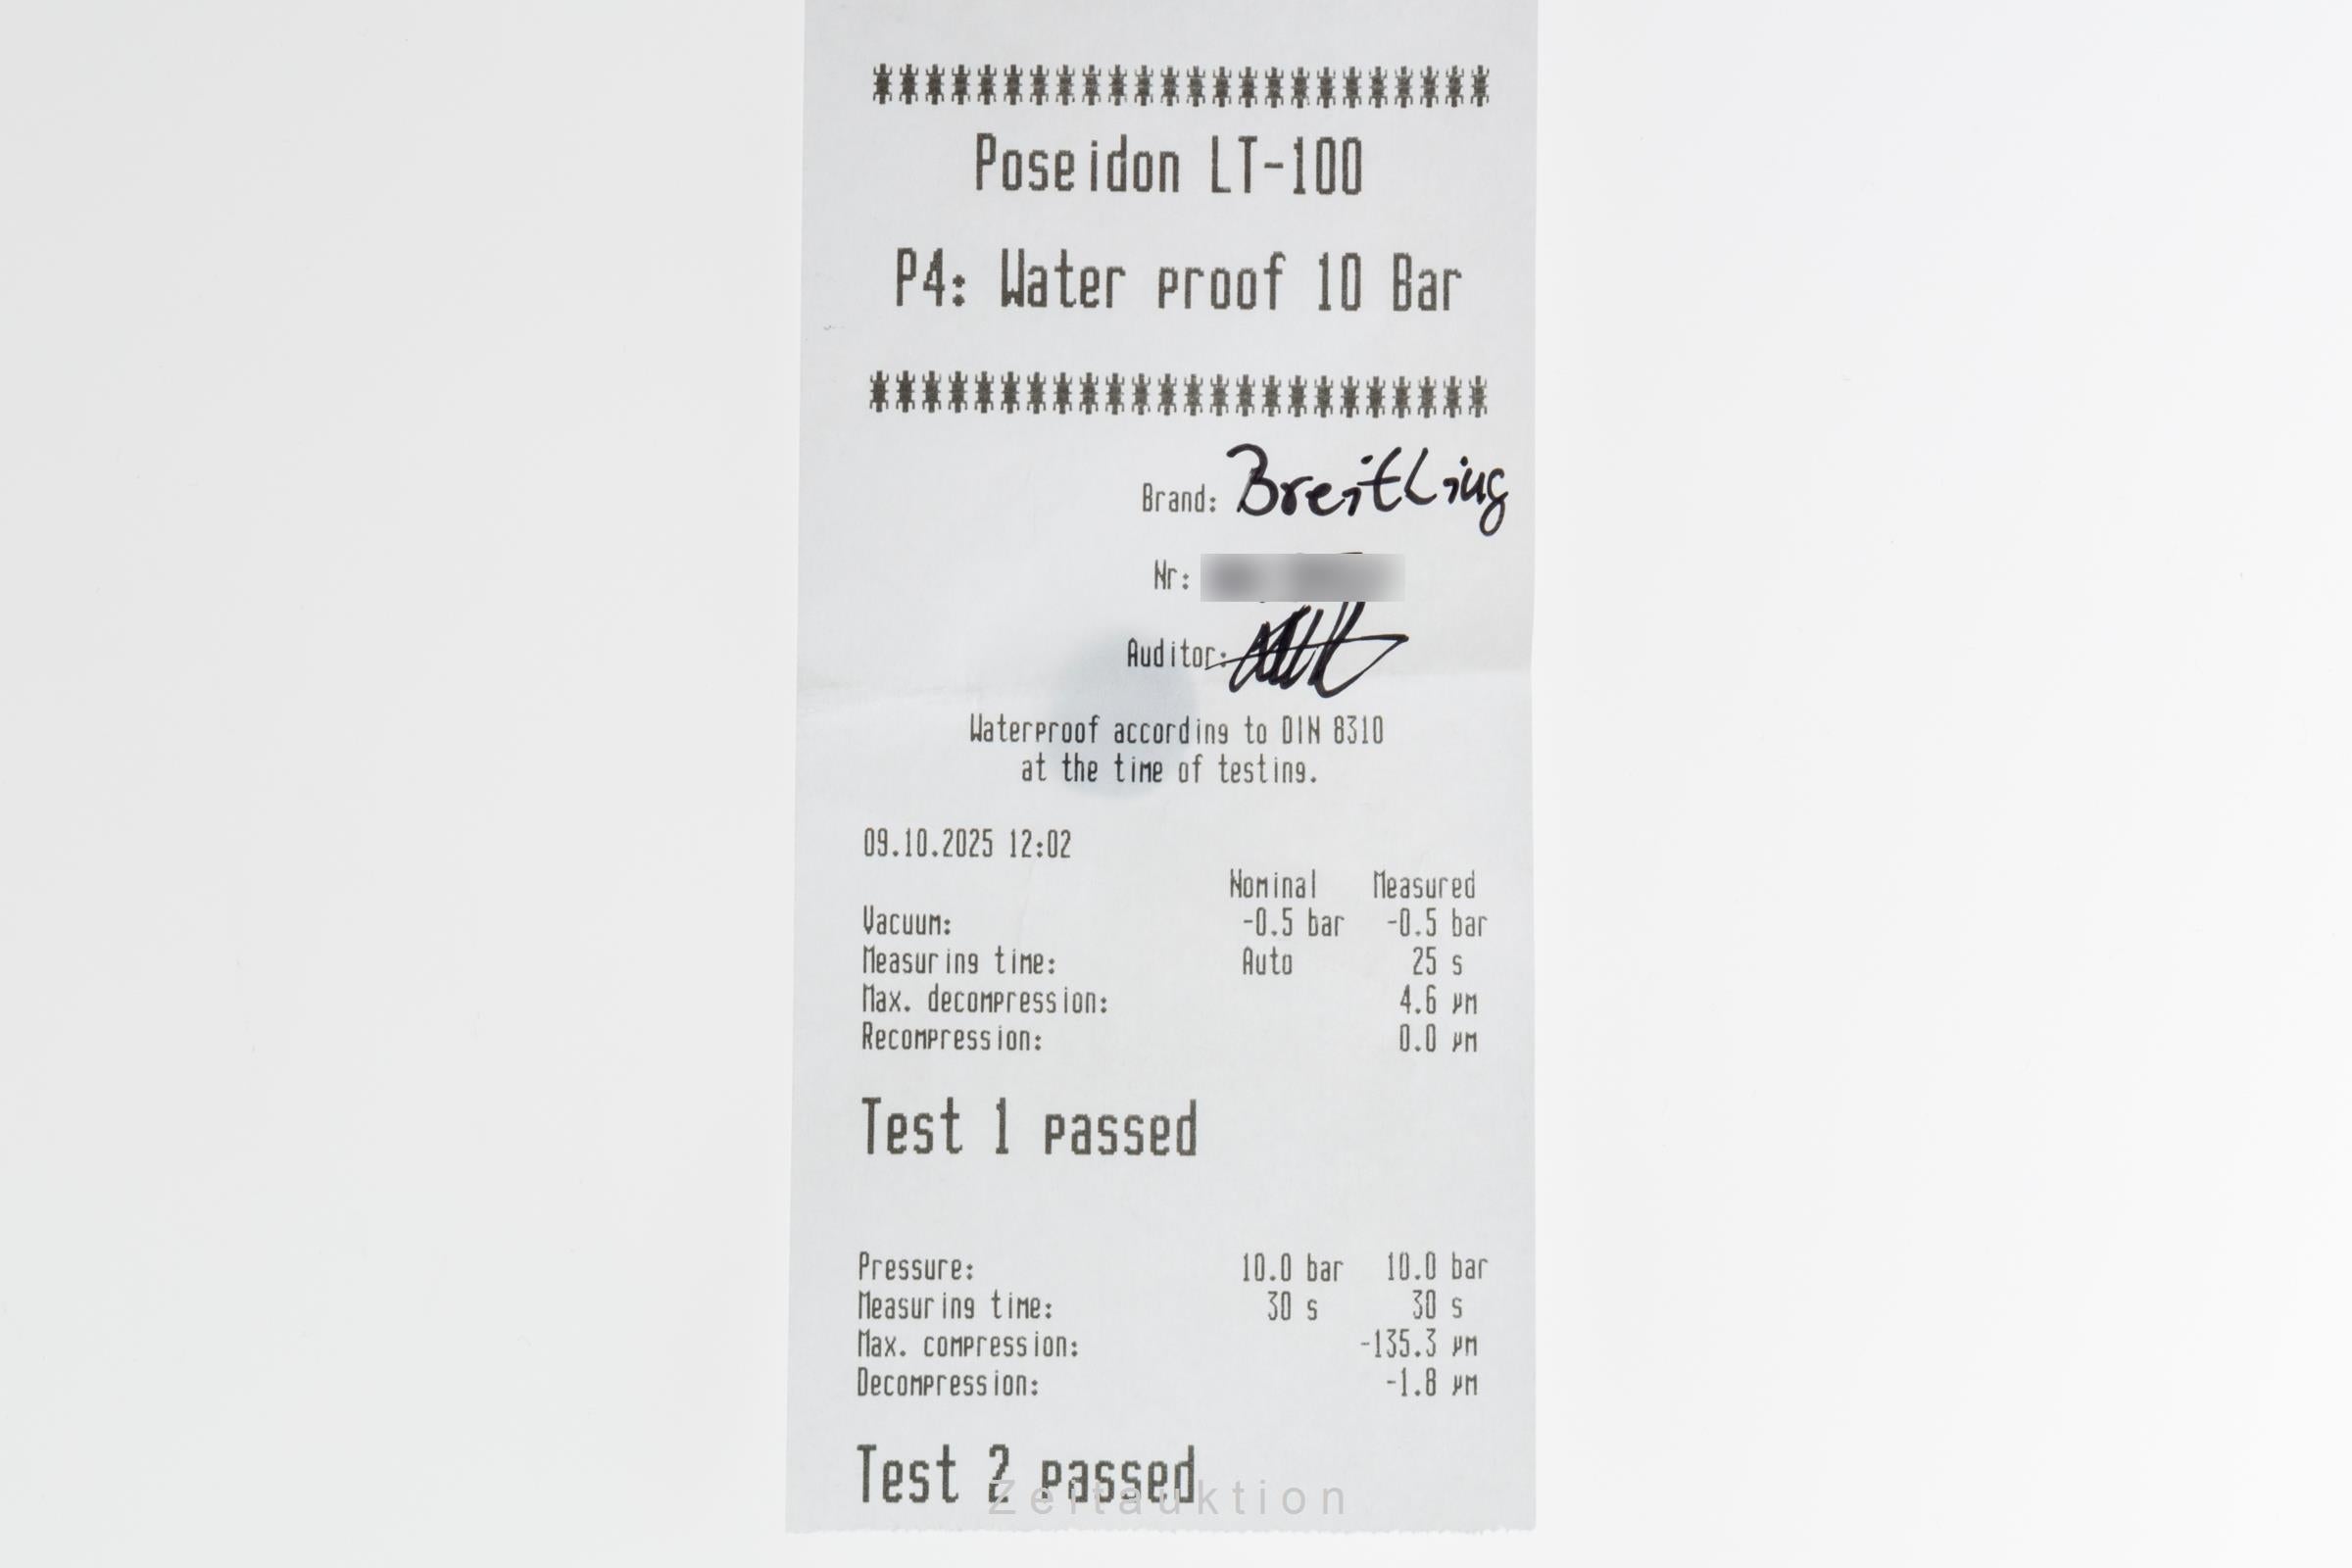 ************************
Poseidon LT-100
P4: Water proof 10 Bar
************************
Brand: Breitling
Nr:
Auditor:
Waterproof according to DIN 8310
at the time of testing.
09.10.2025 12:02
Nominal Measured
Vacuum: -0.5 bar -0.5 bar
Measuring time: Auto 25 s
Max. decompression: 4.6 µm
Recompression: 0.0 µm
Test 1 passed
Pressure: 10.0 bar 10.0 bar
Measuring time: 30 s 30 s
Max. compression: -135.3 µm
Decompression: -1.8 µm
Test 2 passed
Zeitauktion